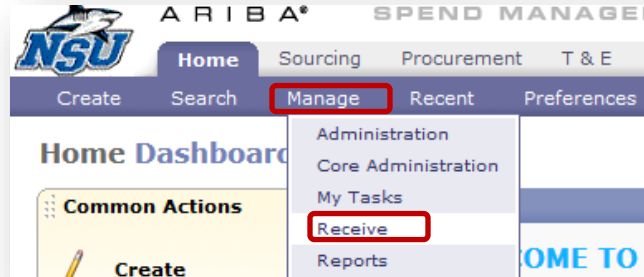 ARIBA® SPEND MANAGE
NSU
Home Sourcing Procurement T & E
Create Search Manage Recent Preferences
Administration
Home Dashboard
Core Administration
My Tasks
Common Actions
Receive
Reports
OME TO
Create